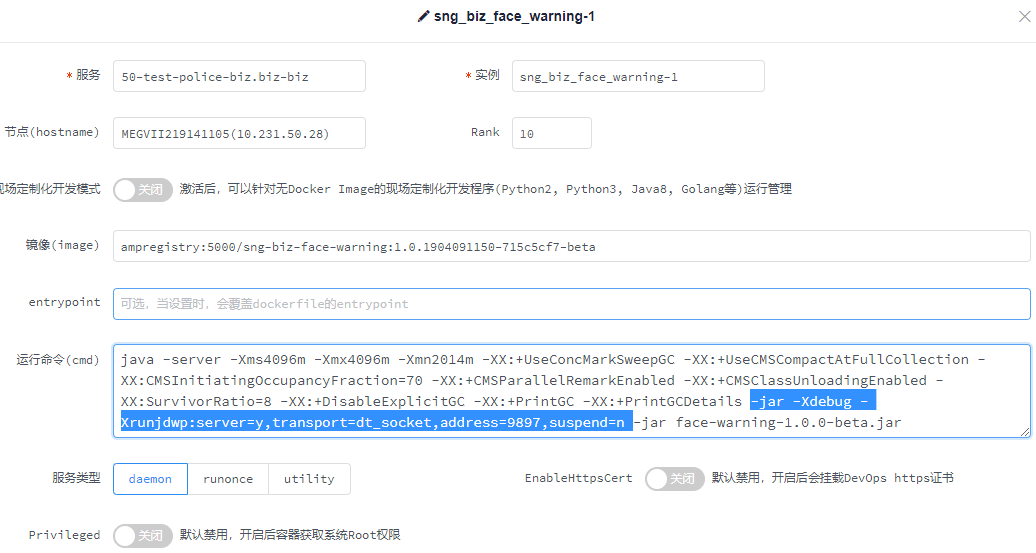 sng_biz_face_warning-1
* 服务 50-test-police-biz.biz-biz * 实例 sng_biz_face_warning-1
节点(hostname) MEGVII219141105(10.231.50.28) Rank 10
现场定制化开发模式 关闭 激活后，可以针对无Docker Image的现场定制化开发程序(Python2, Python3, Java8, Golang等)运行管理
镜像(image) ampregistry:5000/sng-biz-face-warning:1.0.1904091150-715c5cf7-beta
entrypoint 可选，当设置时，会覆盖dockerfile的entrypoint
运行命令(cmd) java -server -Xms4096m -Xmx4096m -Xmn2014m -XX:+UseConcMarkSweepGC -XX:+UseCMSCompactAtFullCollection -
XX:CMSInitiatingOccupancyFraction=70 -XX:+CMSParallelRemarkEnabled -XX:+CMSClassUnloadingEnabled -
XX:SurvivorRatio=8 -XX:+DisableExplicitGC -XX:+PrintGC -XX:+PrintGCDetails -jar -Xdebug -
Xrunjdwp:server=y,transport=dt_socket,address=9897,suspend=n -jar face-warning-1.0.0-beta.jar
服务类型 daemon runonce utility EnableHttpsCert 关闭 默认禁用，开启后会挂载DevOps https证书
Privileged 关闭 默认禁用，开启后容器获取系统Root权限